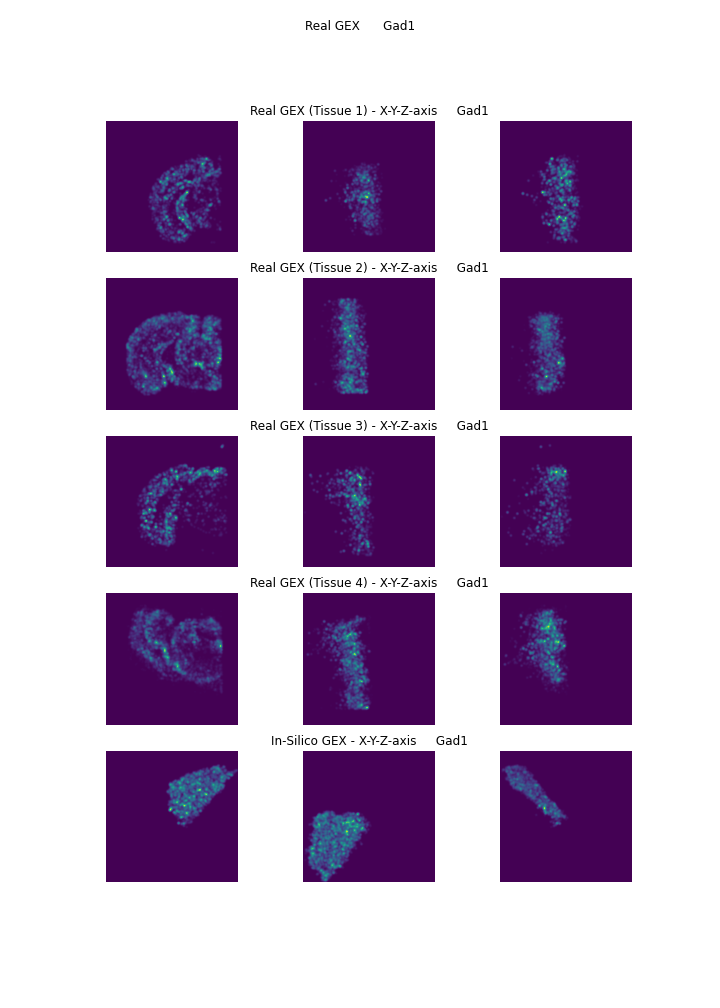 Real GEX Gad1
Real GEX (Tissue 1) - X-Y-Z-axis Gad1
Real GEX (Tissue 2) - X-Y-Z-axis Gad1
Real GEX (Tissue 3) - X-Y-Z-axis Gad1
Real GEX (Tissue 4) - X-Y-Z-axis Gad1
In-Silico GEX - X-Y-Z-axis Gad1